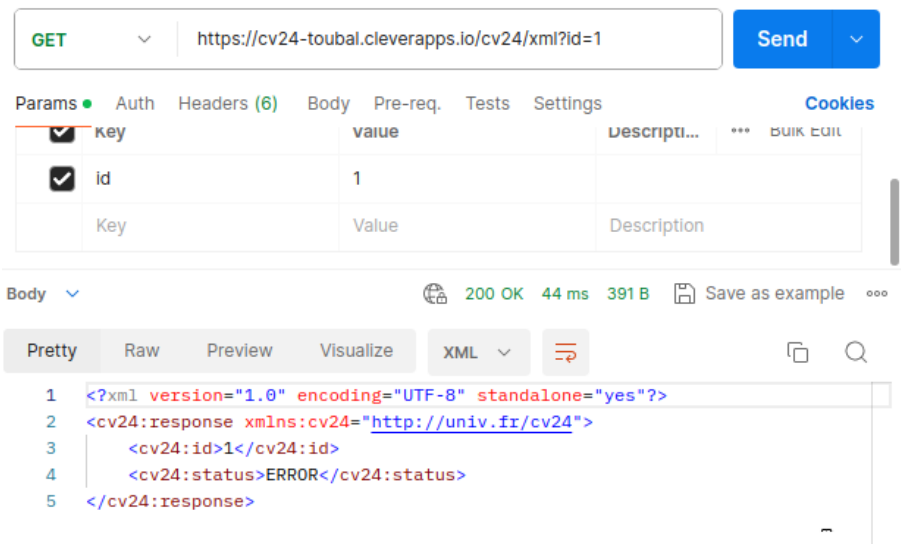 GET https://cv24-toubal.cleverapps.io/cv24/xml?id=1 Send
Params Auth Headers (6) Body Pre-req. Tests Settings Cookies
Key Value Descripti... Bulk Edit
id 1
Key Value Description
Body 200 OK 44 ms 391 B Save as example
Pretty Raw Preview Visualize XML
1 <?xml version="1.0" encoding="UTF-8" standalone="yes"?>
2 <cv24:response xmlns:cv24="http://univ.fr/cv24">
3 <cv24:id>1</cv24:id>
4 <cv24:status>ERROR</cv24:status>
5 </cv24:response>